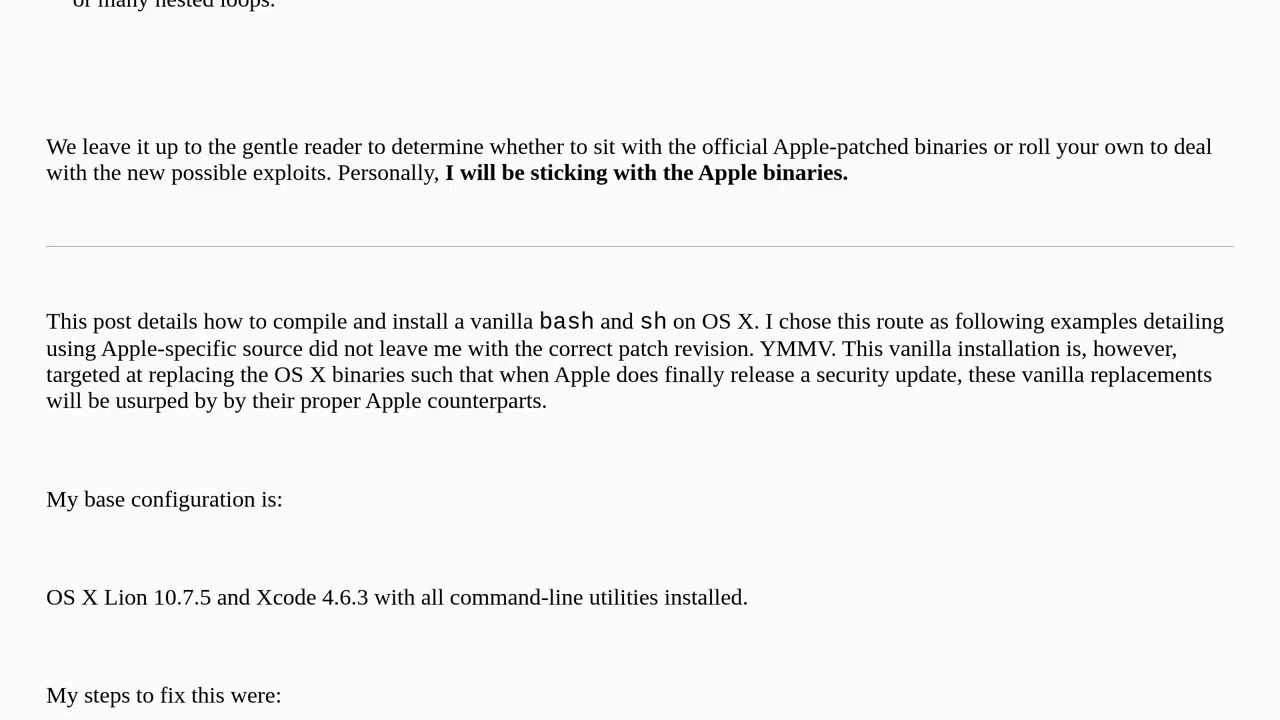 or many nested loops.
We leave it up to the gentle reader to determine whether to sit with the official Apple-patched binaries or roll your own to deal
with the new possible exploits. Personally, I will be sticking with the Apple binaries.
This post details how to compile and install a vanilla bash and sh on OS X. I chose this route as following examples detailing
using Apple-specific source did not leave me with the correct patch revision. YMMV. This vanilla installation is, however,
targeted at replacing the OS X binaries such that when Apple does finally release a security update, these vanilla replacements
will be usurped by by their proper Apple counterparts.
My base configuration is:
OS X Lion 10.7.5 and Xcode 4.6.3 with all command-line utilities installed.
My steps to fix this were: